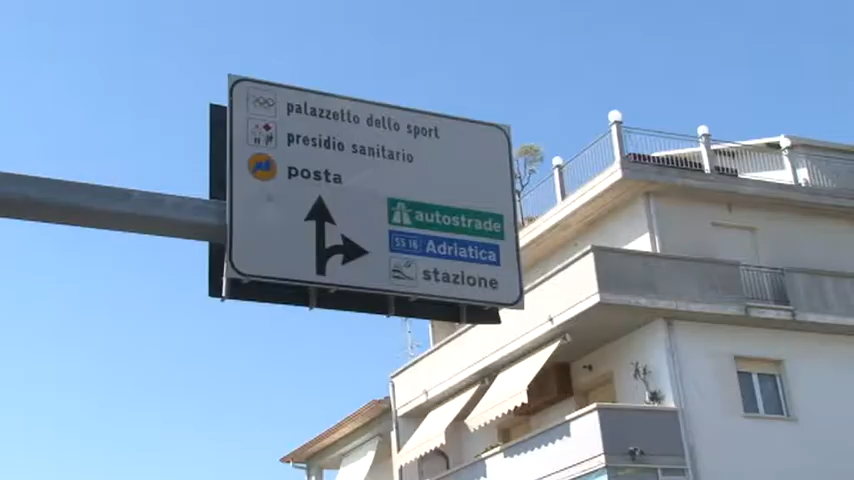 palazzetto dello sport
presidio sanitario
posta
autostrade
SS 16 Adriatica
stazione